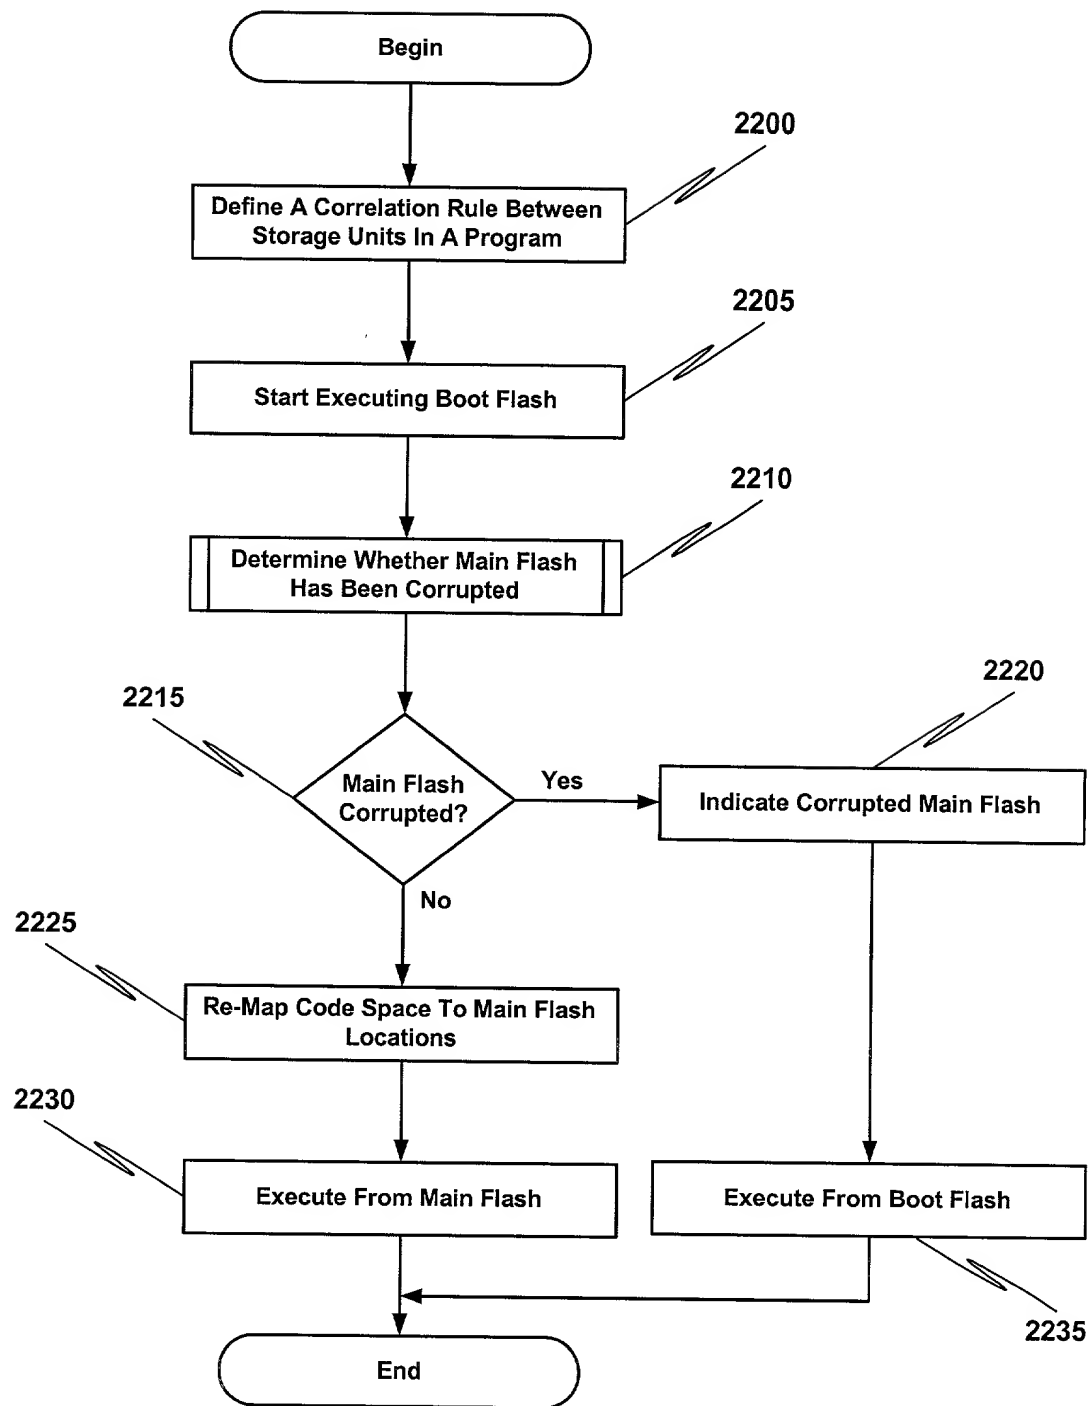 Begin
2200
Define A Correlation Rule Between
Storage Units In A Program
2205
Start Executing Boot Flash
2210
Determine Whether Main Flash
Has Been Corrupted
2215
Main Flash
Corrupted?
Yes
2220
Indicate Corrupted Main Flash
No
2225
Re-Map Code Space To Main Flash
Locations
2230
Execute From Main Flash
Execute From Boot Flash
2235
End